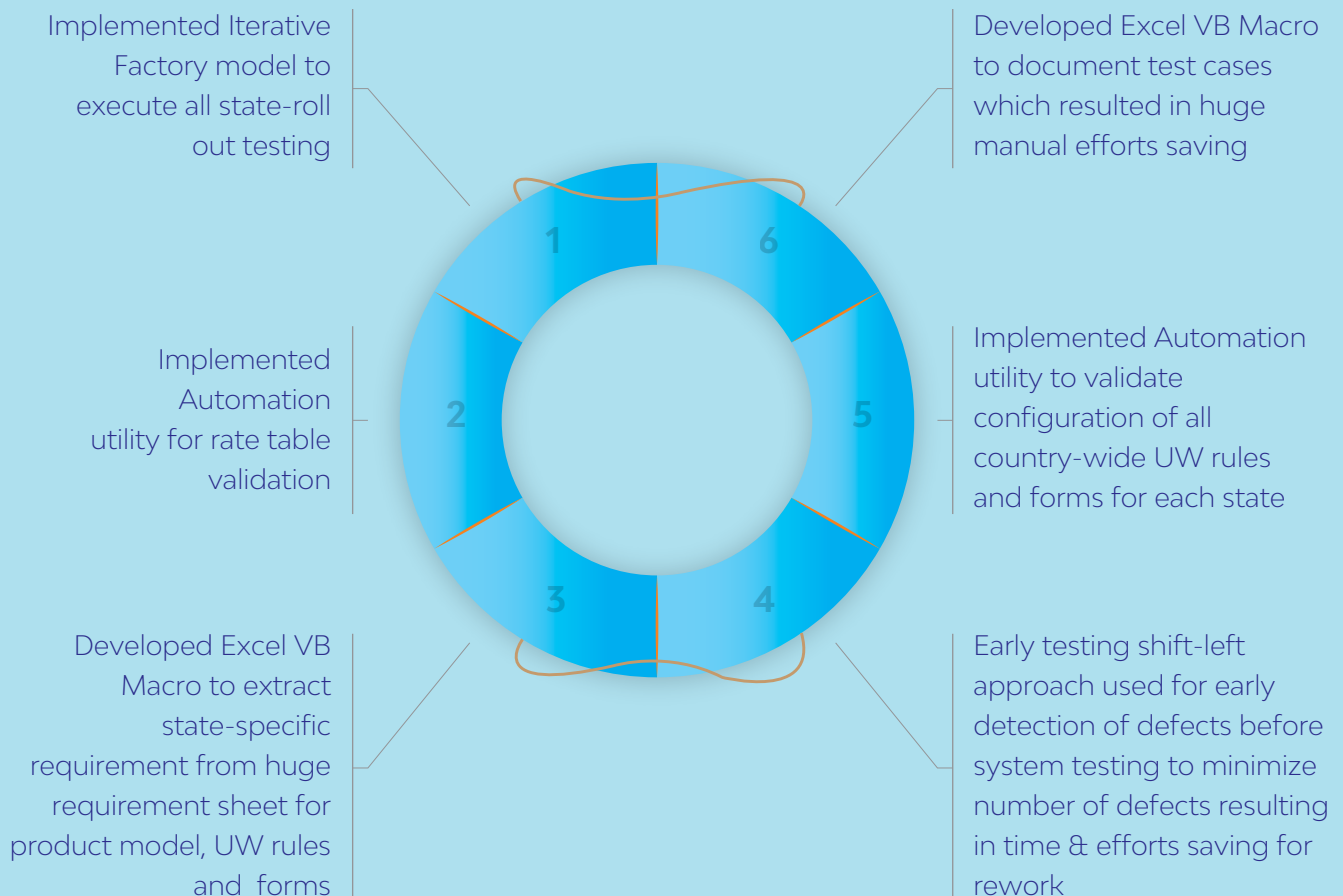 Implemented Iterative
Factory model to
execute all state-roll
out testing
1
Implemented
Automation
utility for rate table
validation
2
Developed Excel VB
Macro to extract
state-specific
requirement from huge
requirement sheet for
product model, UW rules
and forms
3
Early testing shift-left
approach used for early
detection of defects before
system testing to minimize
number of defects resulting
in time & efforts saving for
rework
4
Implemented Automation
utility to validate
configuration of all
country-wide UW rules
and forms for each state
5
Developed Excel VB Macro
to document test cases
which resulted in huge
manual efforts saving
6